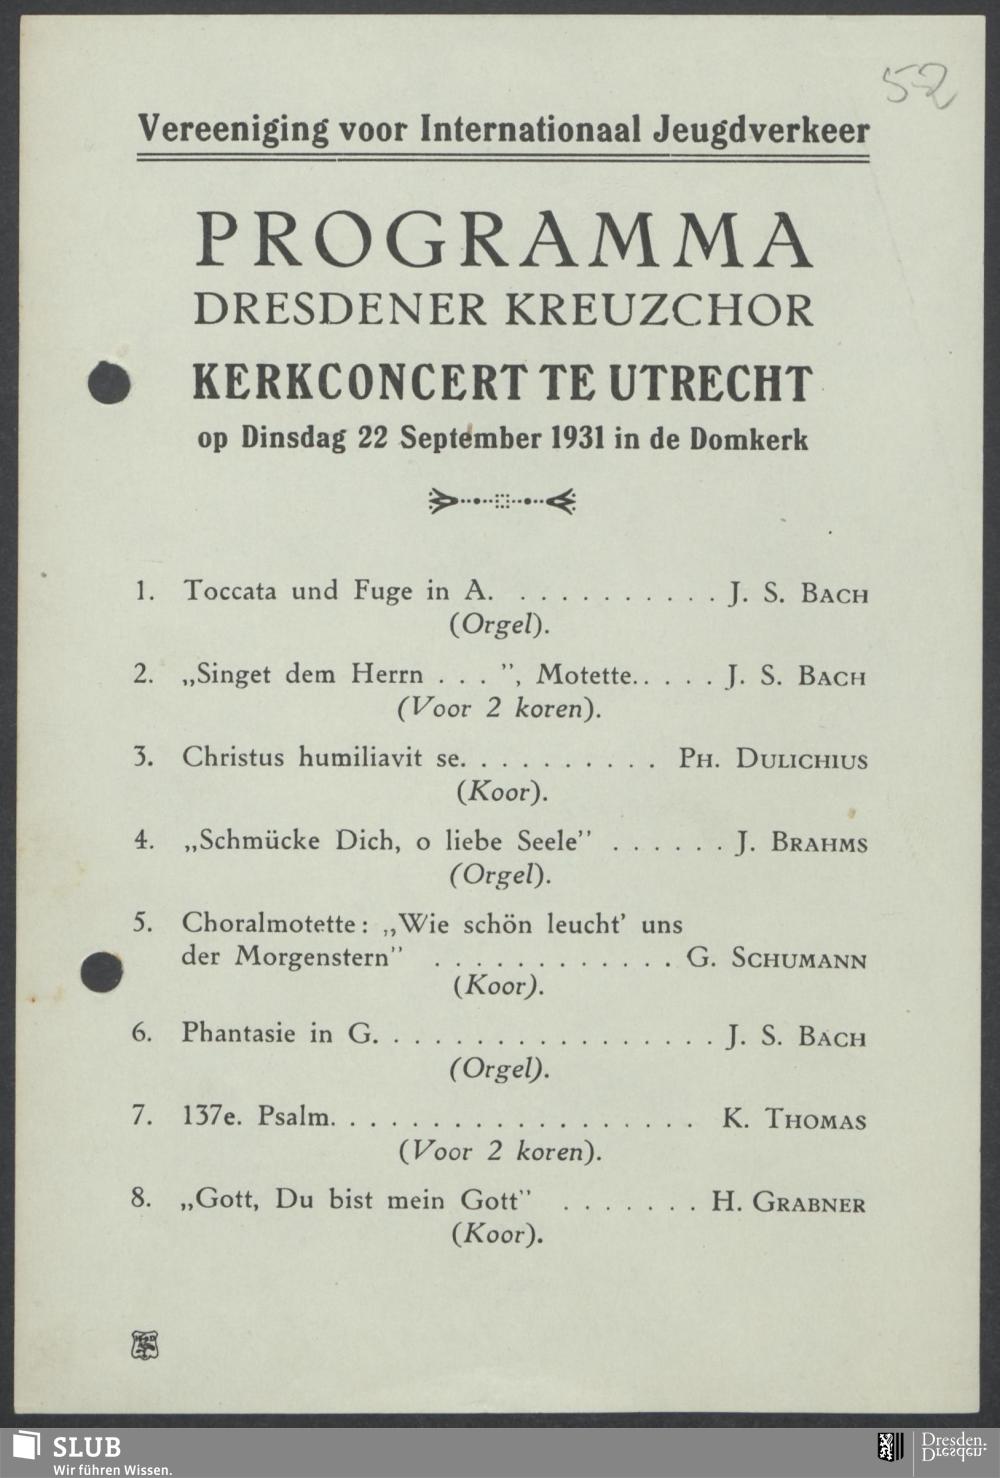 52
Vereeniging voor Internationaal Jeugdverkeer
PROGRAMMA
DRESDENER KREUZCHOR
KERKCONCERT TE UTRECHT
op Dinsdag 22 September 1931 in de Domkerk
1. Toccata und Fuge in A. . . . . . . . . . . . J. S. BACH
(Orgel).
2. „Singet dem Herrn . . . ”, Motette. . . . . J. S. BACH
(Voor 2 koren).
3. Christus humiliavit se. . . . . . . . . . PH. DULICHIUS
(Koor).
4. „Schmücke Dich, o liebe Seele” . . . . . . J. BRAHMS
(Orgel).
5. Choralmotette: „Wie schön leucht’ uns
der Morgenstern” . . . . . . . . . . . . G. SCHUMANN
(Koor).
6. Phantasie in G. . . . . . . . . . . . . . . . . . J. S. BACH
(Orgel).
7. 137e. Psalm. . . . . . . . . . . . . . . . . . . K. THOMAS
(Voor 2 koren).
8. „Gott, Du bist mein Gott” . . . . . . . H. GRABNER
(Koor).
SLUB
Wir führen Wissen.
Dresden.
Dresden.